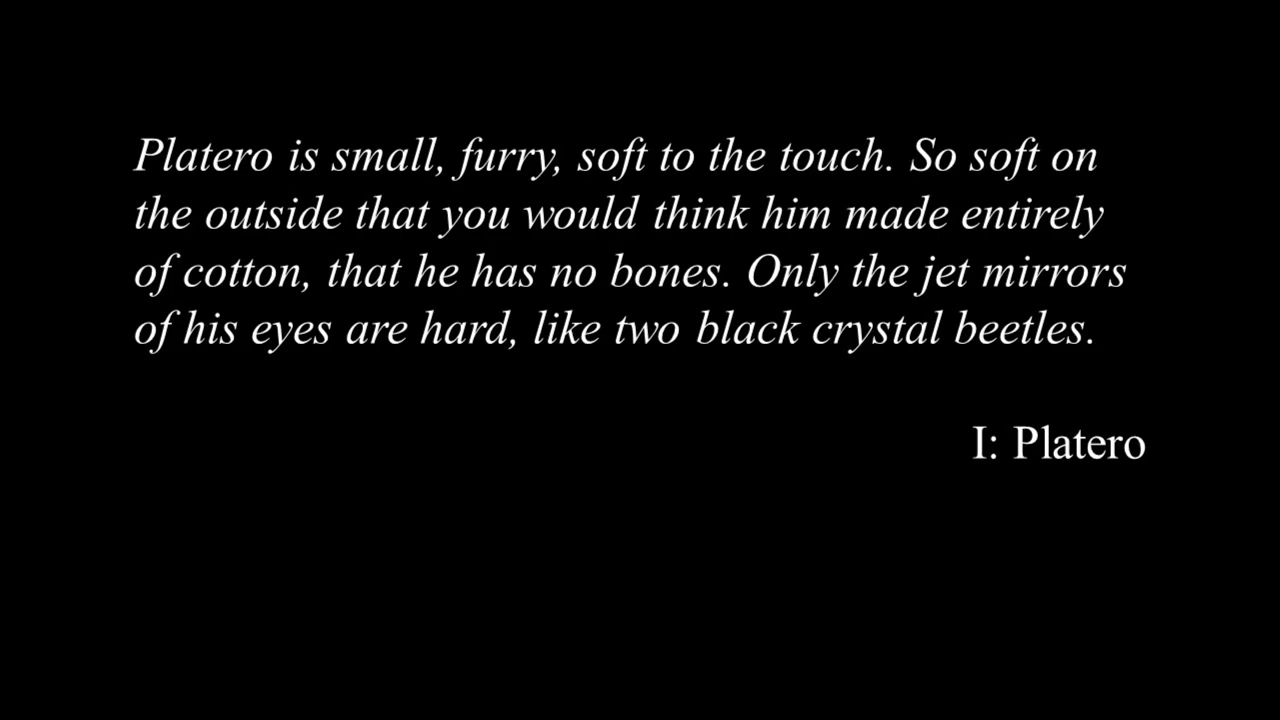 Platero is small, furry, soft to the touch. So soft on
the outside that you would think him made entirely
of cotton, that he has no bones. Only the jet mirrors
of his eyes are hard, like two black crystal beetles.
I: Platero